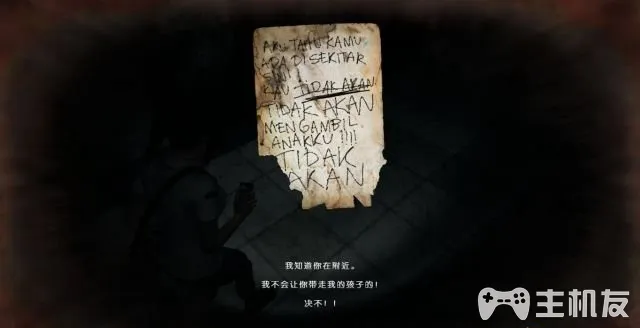 AKU TAHU KAMU
ADA DI SEKITAR
SINI
KAU TIDAK AKAN
TIDAK AKAN
MENGAMBIL
ANAKKU !!!!
TIDAK
AKAN
我知道你在附近。
我不会让你带走我的孩子的!
决不!!
主机友